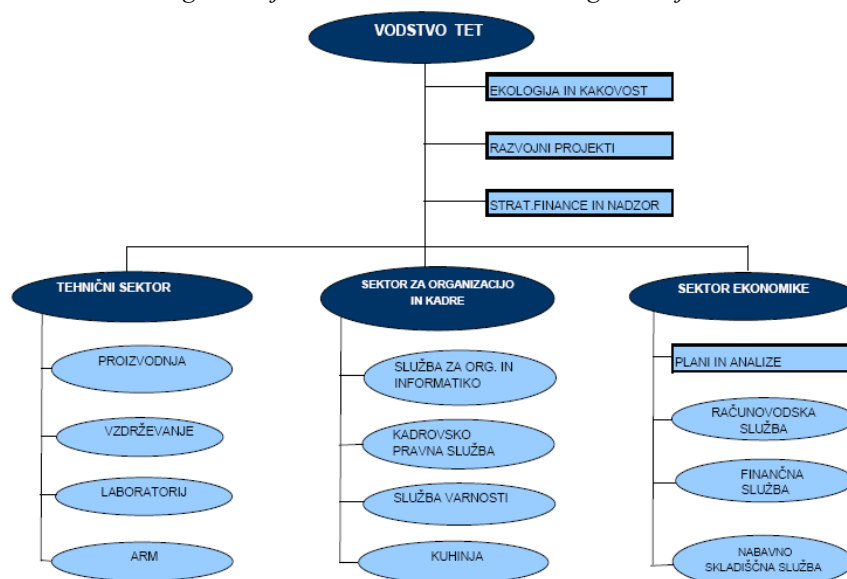 VODSTVO TET
EKOLOGIJA IN KAKOVOST
RAZVOJNI PROJEKTI
STRAT.FINANCE IN NADZOR
TEHNIČNI SEKTOR
PROIZVODNJA
VZDRŽEVANJE
LABORATORIJ
ARM
SEKTOR ZA ORGANIZACIJO
IN KADRE
SLUŽBA ZA ORG. IN
INFORMATIKO
KADROVSKO
PRAVNA SLUŽBA
SLUŽBA VARNOSTI
KUHINJA
SEKTOR EKONOMIKE
PLANI IN ANALIZE
RAČUNOVODSKA
SLUŽBA
FINANČNA
SLUŽBA
NABAVNO
SKLADIŠČNA SLUŽBA